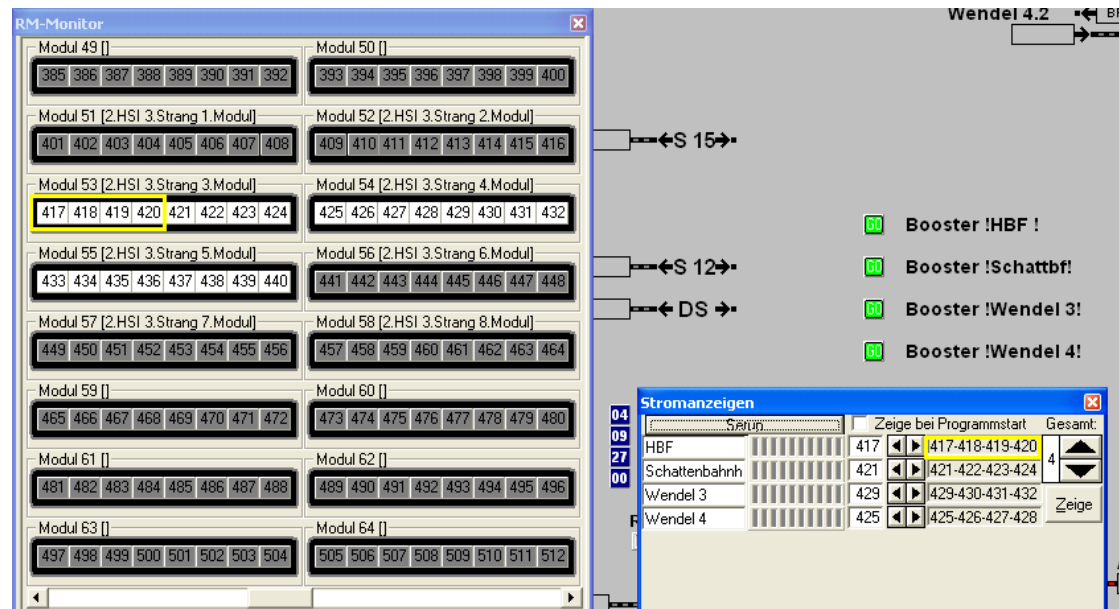 RM-Monitor
Modul 49 []
385 386 387 388 389 390 391 392
Modul 50 []
393 394 395 396 397 398 399 400
Modul 51 [2.HSI 3.Strang 1.Modul]
401 402 403 404 405 406 407 408
Modul 52 [2.HSI 3.Strang 2.Modul]
409 410 411 412 413 414 415 416
Modul 53 [2.HSI 3.Strang 3.Modul]
417 418 419 420 421 422 423 424
Modul 54 [2.HSI 3.Strang 4.Modul]
425 426 427 428 429 430 431 432
Modul 55 [2.HSI 3.Strang 5.Modul]
433 434 435 436 437 438 439 440
Modul 56 [2.HSI 3.Strang 6.Modul]
441 442 443 444 445 446 447 448
Modul 57 [2.HSI 3.Strang 7.Modul]
449 450 451 452 453 454 455 456
Modul 58 [2.HSI 3.Strang 8.Modul]
457 458 459 460 461 462 463 464
Modul 59 []
465 466 467 468 469 470 471 472
Modul 60 []
473 474 475 476 477 478 479 480
Modul 61 []
481 482 483 484 485 486 487 488
Modul 62 []
489 490 491 492 493 494 495 496
Modul 63 []
497 498 499 500 501 502 503 504
Modul 64 []
505 506 507 508 509 510 511 512
Wendel 4.2
S 15
S 12
DS
GO Booster !HBF !
GO Booster !Schattbf!
GO Booster !Wendel 3!
GO Booster !Wendel 4!
04
09
27
00
Stromanzeigen
Setup
Zeige bei Programmstart
Gesamt:
HBF 417 417-418-419-420
Schattenbahnh 421 421-422-423-424
Wendel 3 429 429-430-431-432
Wendel 4 425 425-426-427-428
4
Zeige